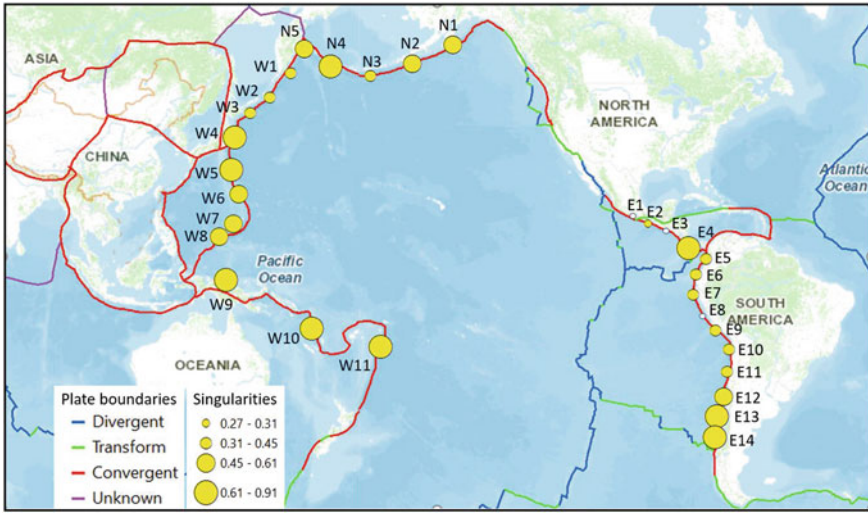 ASIA
CHINA
NORTH
AMERICA
Atlantic
Ocean
Pacific
Ocean
SOUTH
AMERICA
OCEANIA
N5
N4
N3
N2
N1
W1
W2
W3
W4
W5
W6
W7
W8
W9
W10
W11
E1
E2
E3
E4
E5
E6
E7
E8
E9
E10
E11
E12
E13
E14
Plate boundaries
Divergent
Transform
Convergent
Unknown
Singularities
0.27 - 0.31
0.31 - 0.45
0.45 - 0.61
0.61 - 0.91